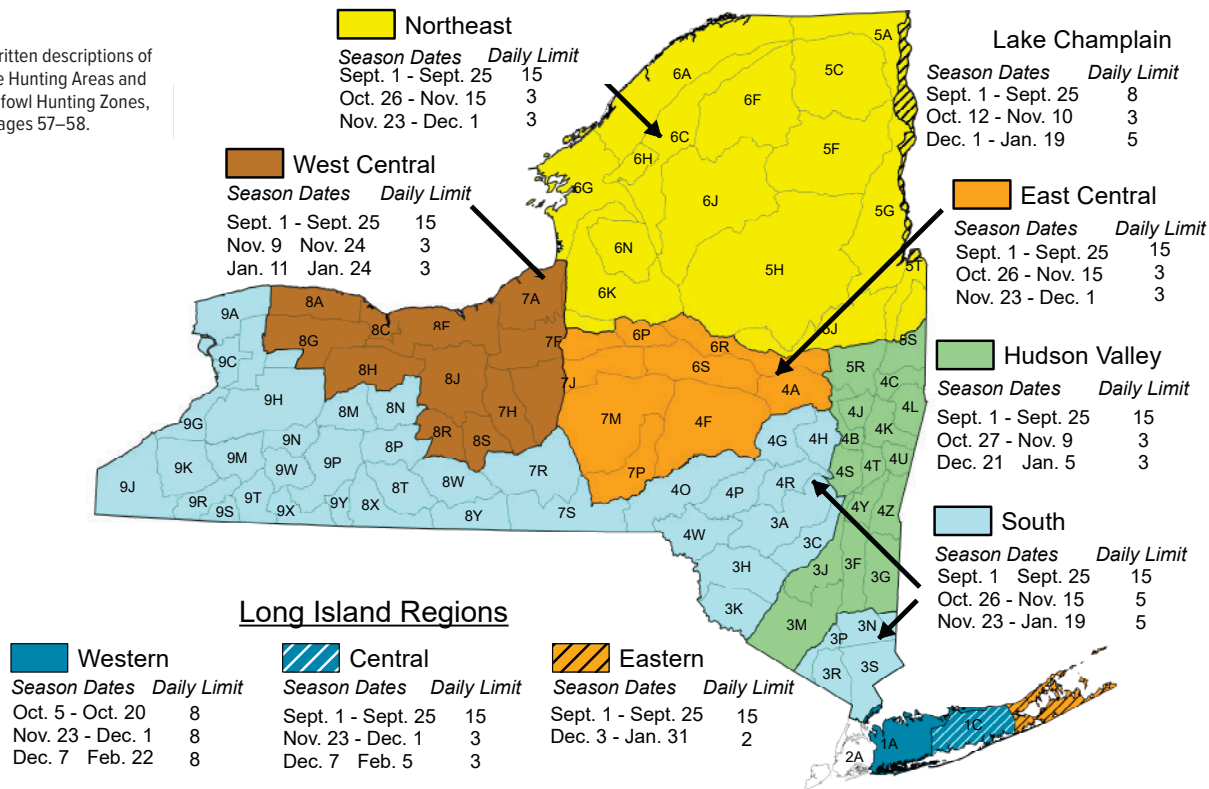 ritten descriptions of
e Hunting Areas and
fowl Hunting Zones,
ages 57–58.
Northeast
Season Dates Daily Limit
Sept. 1 - Sept. 25 15
Oct. 26 - Nov. 15 3
Nov. 23 - Dec. 1 3
Lake Champlain
Season Dates Daily Limit
Sept. 1 - Sept. 25 8
Oct. 12 - Nov. 10 3
Dec. 1 - Jan. 19 5
West Central
Season Dates Daily Limit
Sept. 1 - Sept. 25 15
Nov. 9 Nov. 24 3
Jan. 11 Jan. 24 3
East Central
Season Dates Daily Limit
Sept. 1 - Sept. 25 15
Oct. 26 - Nov. 15 3
Nov. 23 - Dec. 1 3
Hudson Valley
Season Dates Daily Limit
Sept. 1 - Sept. 25 15
Oct. 27 - Nov. 9 3
Dec. 21 Jan. 5 3
South
Season Dates Daily Limit
Sept. 1 Sept. 25 15
Oct. 26 - Nov. 15 5
Nov. 23 - Jan. 19 5
Long Island Regions
Western
Season Dates Daily Limit
Oct. 5 - Oct. 20 8
Nov. 23 - Dec. 1 8
Dec. 7 Feb. 22 8
Central
Season Dates Daily Limit
Sept. 1 - Sept. 25 15
Nov. 23 - Dec. 1 3
Dec. 7 Feb. 5 3
Eastern
Season Dates Daily Limit
Sept. 1 - Sept. 25 15
Dec. 3 - Jan. 31 2
5A
6A
5C
6F
6C
5F
6H
6G
6J
5G
6N
5H
5T
6K
5J
5S
7A
8A
8C
8F
7F
8G
8H
8J
7H
8R
8S
9A
9C
9H
9G
8M
8N
9N
8P
9M
9K
9W
9P
9J
9R
9S
9T
9X
9Y
8X
8T
8W
8Y
7R
7S
6P
6R
6S
7J
4A
7M
4F
7P
4G
4H
4O
4P
4R
4W
3A
3C
3H
3K
5R
4C
4L
4J
4B
4K
4S
4T
4U
4Y
4Z
3J
3F
3G
3M
3N
3P
3R
3S
2A
1A
1C